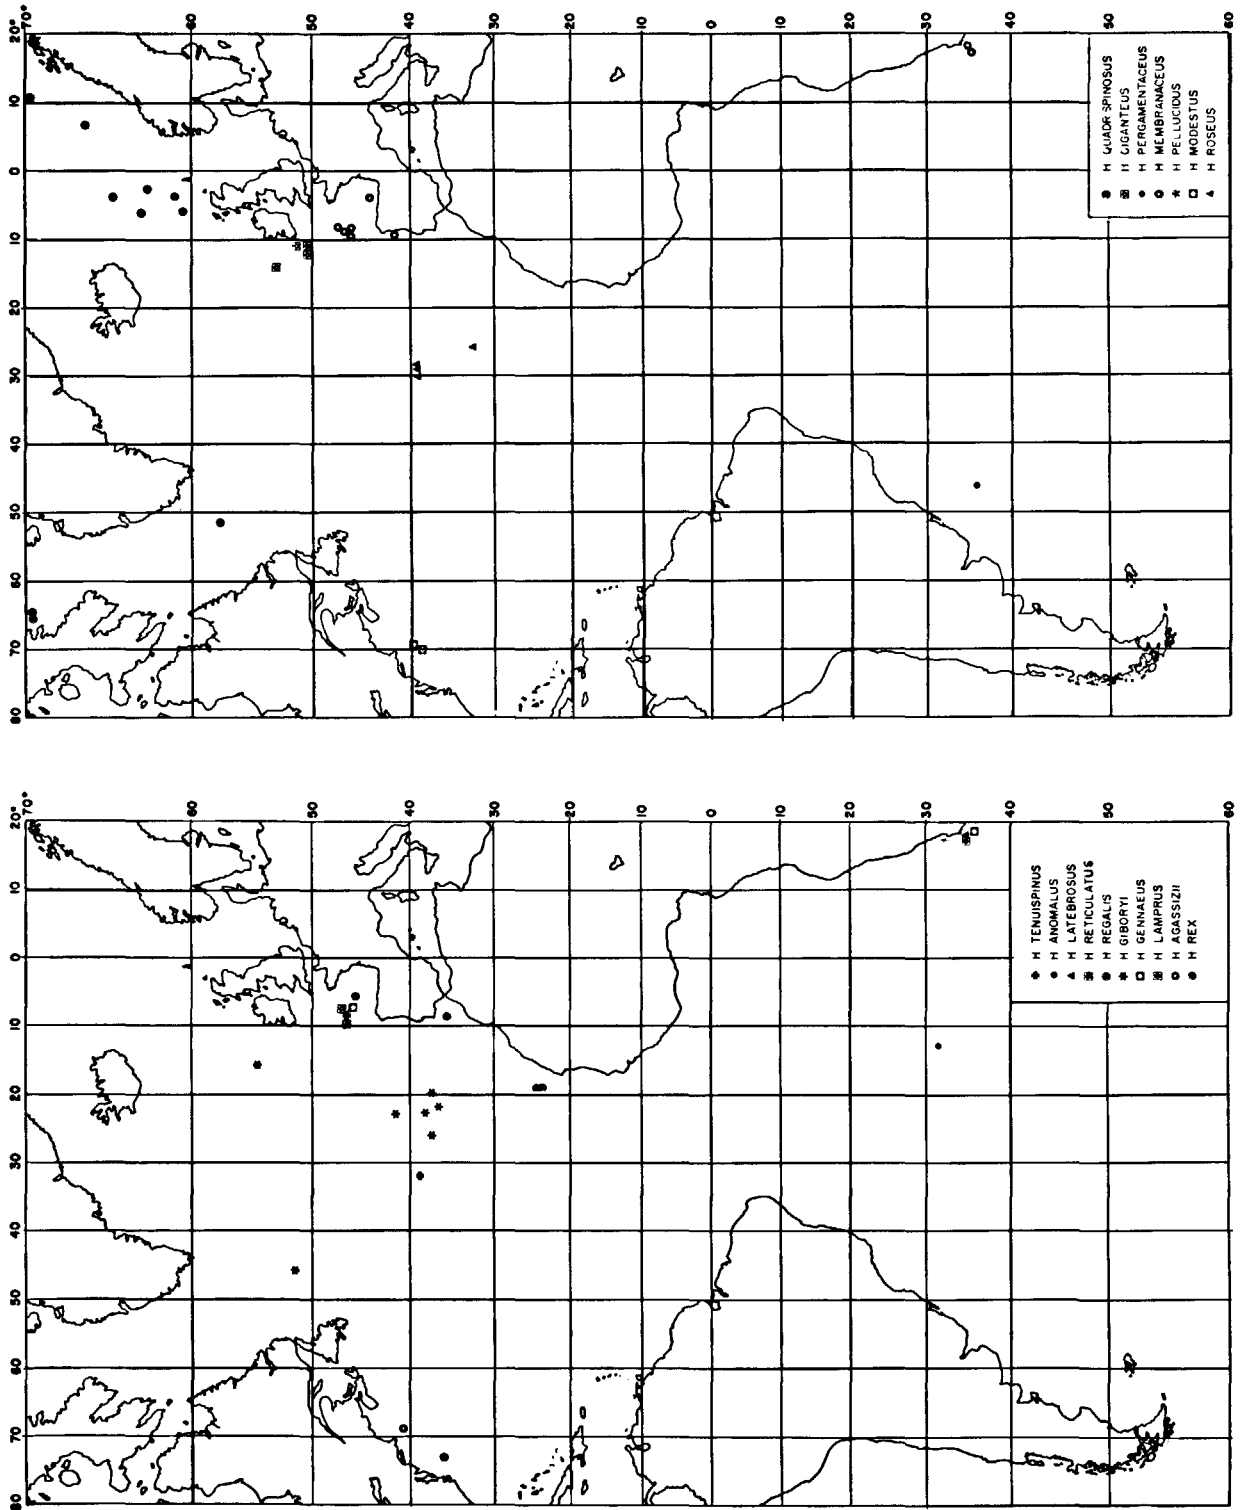 80 70 60 50 40 30 20 10 0 10 20°
70°
60
50
40
30
20
10
0
10
20
30
40
50
60
H QUADRISPINOSUS
H GIGANTEUS
H PERGAMENTACEUS
H MEMBRANACEUS
H PELLUCIDUS
H MODESTUS
H ROSEUS
80 70 60 50 40 30 20 10 0 10 20°
70°
60
50
40
30
20
10
0
10
20
30
40
50
60
H TENUISPINUS
H ANOMALUS
H LATEBROSUS
H RETICULATUS
H REGALIS
H GIBORYI
H GENNAEUS
H LAMPRUS
H AGASSIZII
H REX